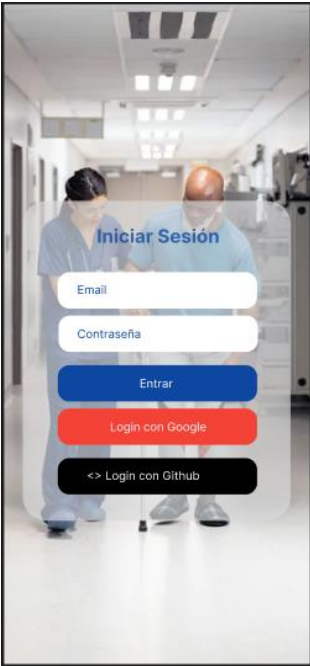 Iniciar Sesión
Email
Contraseña
Entrar
Login con Google
<> Login con Github